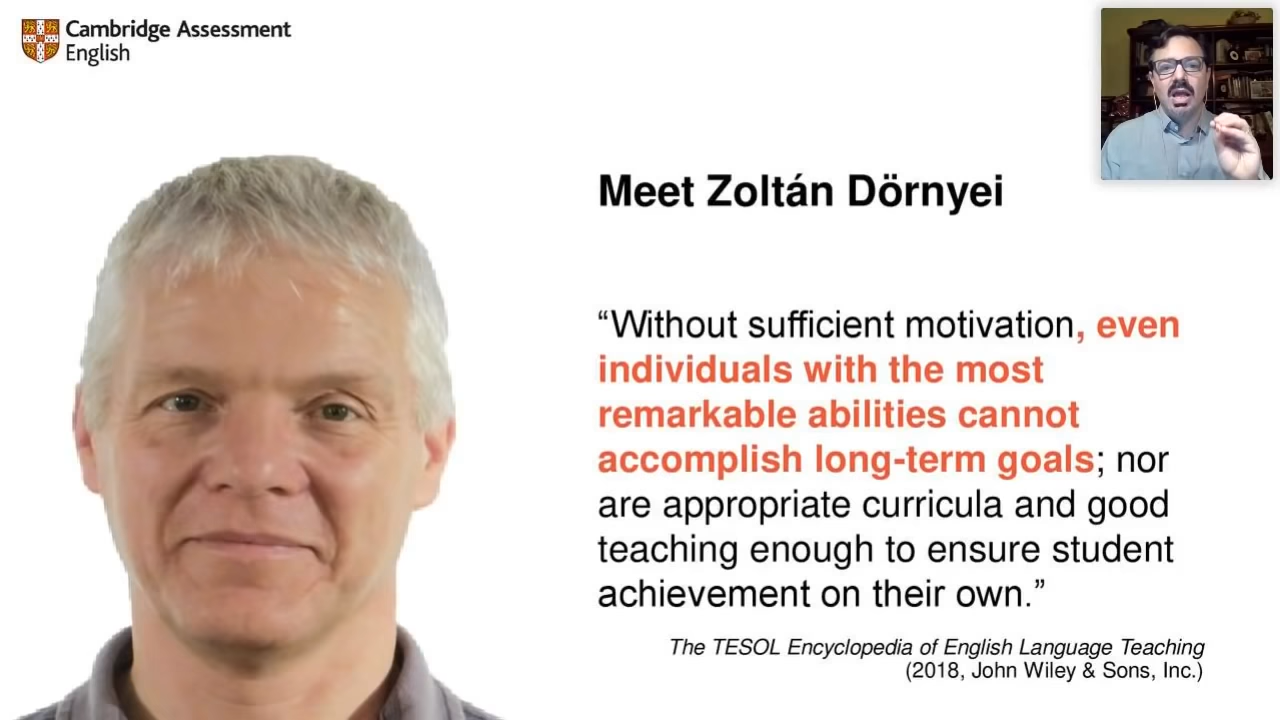 Cambridge Assessment
English
Meet Zoltán Dörnyei
“Without sufficient motivation, even
individuals with the most
remarkable abilities cannot
accomplish long-term goals; nor
are appropriate curricula and good
teaching enough to ensure student
achievement on their own.”
The TESOL Encyclopedia of English Language Teaching
(2018, John Wiley & Sons, Inc.)